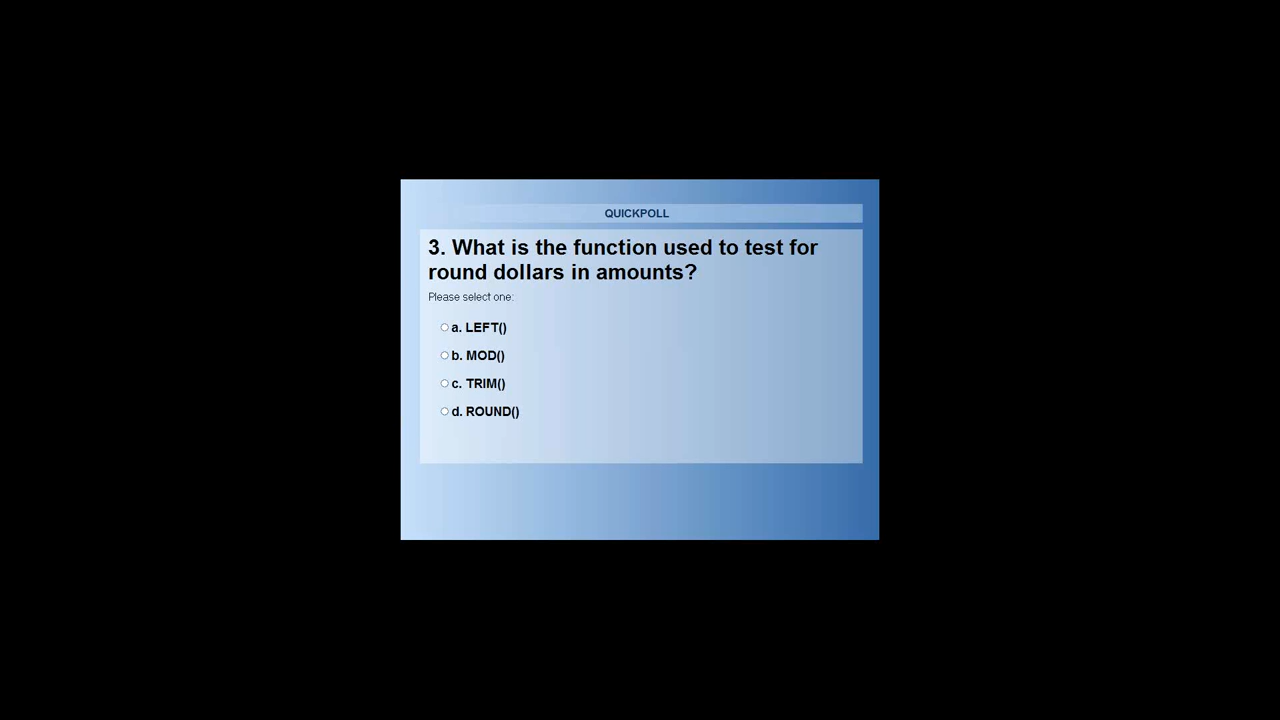 QUICKPOLL
3. What is the function used to test for
round dollars in amounts?
Please select one:
a. LEFT()
b. MOD()
c. TRIM()
d. ROUND()